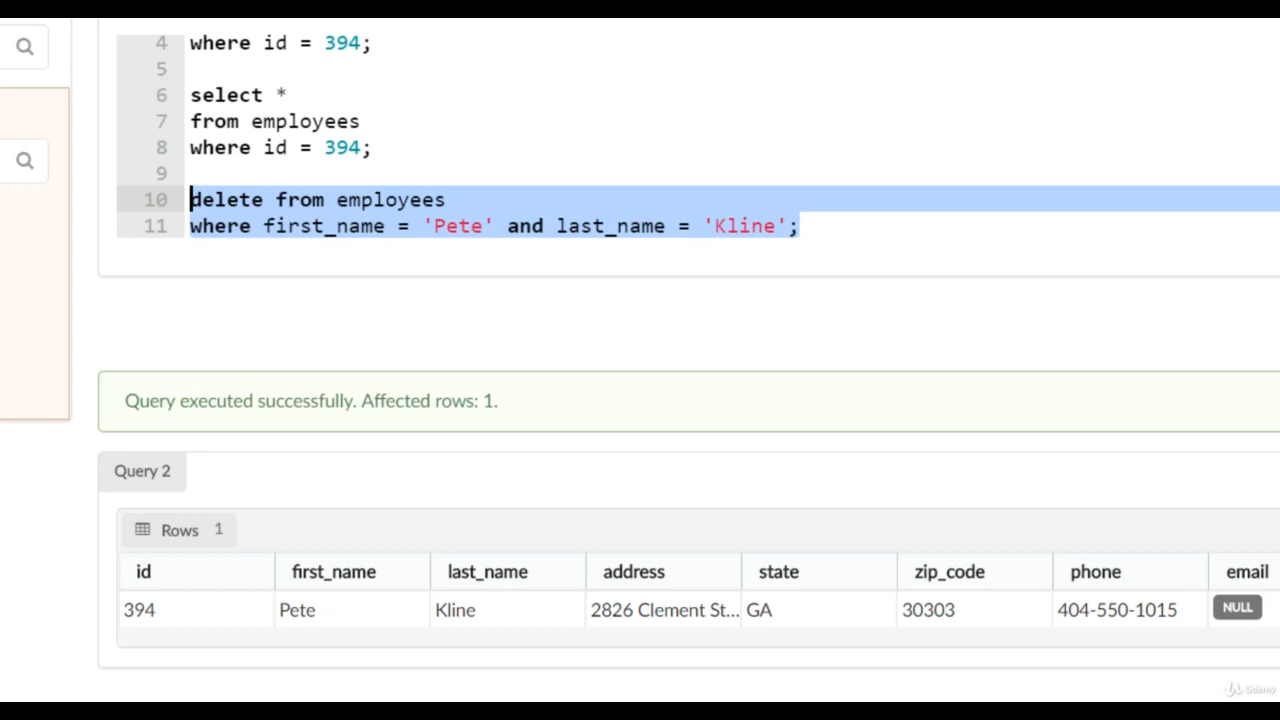 4 where id = 394;
5
6 select *
7 from employees
8 where id = 394;
9
10 delete from employees
11 where first_name = 'Pete' and last_name = 'Kline';
Query executed successfully. Affected rows: 1.
Query 2
Rows 1
id first_name last_name address state zip_code phone email
394 Pete Kline 2826 Clement St... GA 30303 404-550-1015 NULL
Udemy